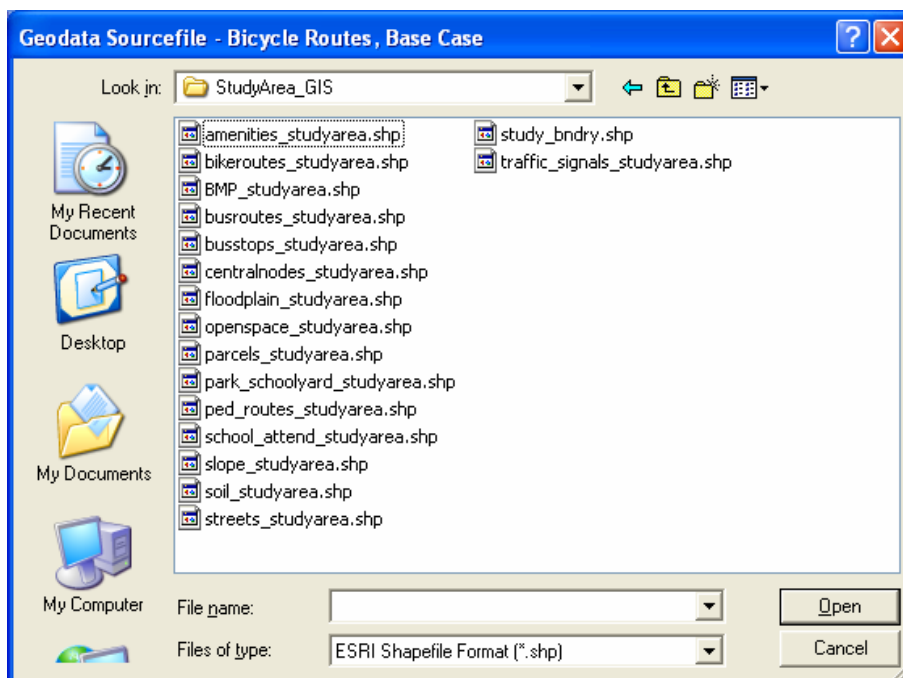 Geodata Sourcefile - Bicycle Routes, Base Case
Look in:
StudyArea_GIS
My Recent
Documents
Desktop
My Documents
My Computer
amenities_studyarea.shp
bikeroutes_studyarea.shp
BMP_studyarea.shp
busroutes_studyarea.shp
busstops_studyarea.shp
centralnodes_studyarea.shp
floodplain_studyarea.shp
openspace_studyarea.shp
parcels_studyarea.shp
park_schoolyard_studyarea.shp
ped_routes_studyarea.shp
school_attend_studyarea.shp
slope_studyarea.shp
soil_studyarea.shp
streets_studyarea.shp
study_bndry.shp
traffic_signals_studyarea.shp
File name:
Open
Files of type:
ESRI Shapefile Format (*.shp)
Cancel